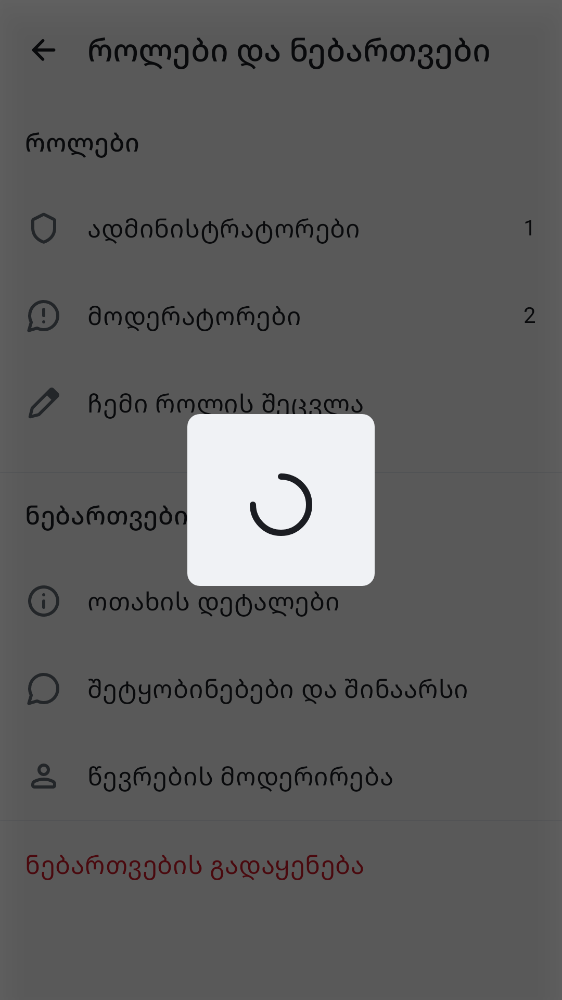 როლები და ნებართვები
როლები
ადმინისტრატორები 1
მოდერატორები 2
ჩემი როლის შეცვლა
ნებართვები
ოთახის დეტალები
შეტყობინებები და შინაარსი
წევრების მოდერირება
ნებართვების გადაყენება